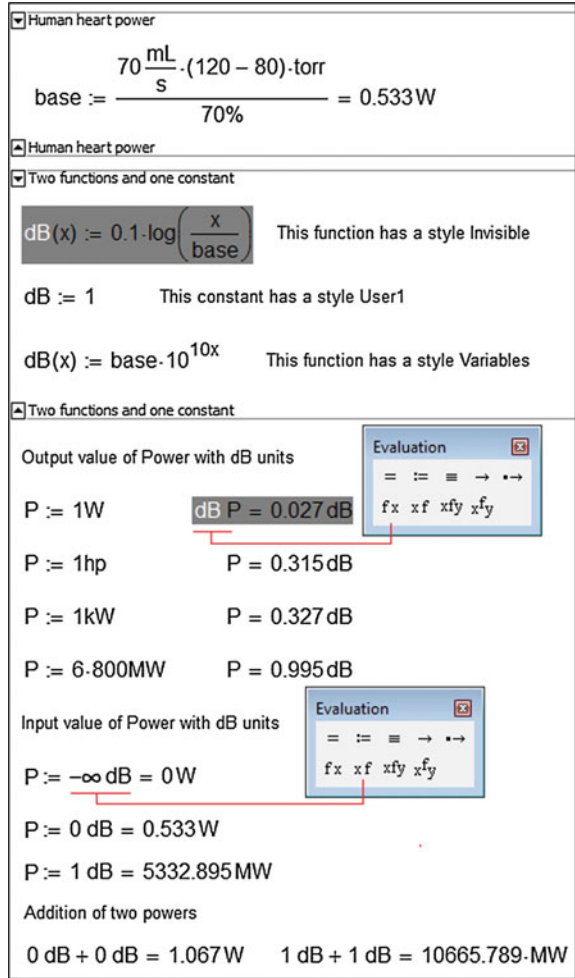 Human heart power
base := 70 mL/s · (120 – 80)·torr / 70% = 0.533 W
Human heart power
Two functions and one constant
dB(x) := 0.1·log(x/base) This function has a style Invisible
dB := 1 This constant has a style User1
dB(x) := base·10^10x This function has a style Variables
Two functions and one constant
Output value of Power with dB units
Evaluation
= := ≡ → ▪→
fx xf xfy x^fy
P := 1W dB P = 0.027 dB
P := 1hp P = 0.315 dB
P := 1kW P = 0.327 dB
P := 6·800MW P = 0.995 dB
Input value of Power with dB units
Evaluation
= := ≡ → ▪→
fx xf xfy x^fy
P := –∞ dB = 0 W
P := 0 dB = 0.533 W
P := 1 dB = 5332.895 MW
Addition of two powers
0 dB + 0 dB = 1.067 W 1 dB + 1 dB = 10665.789·MW